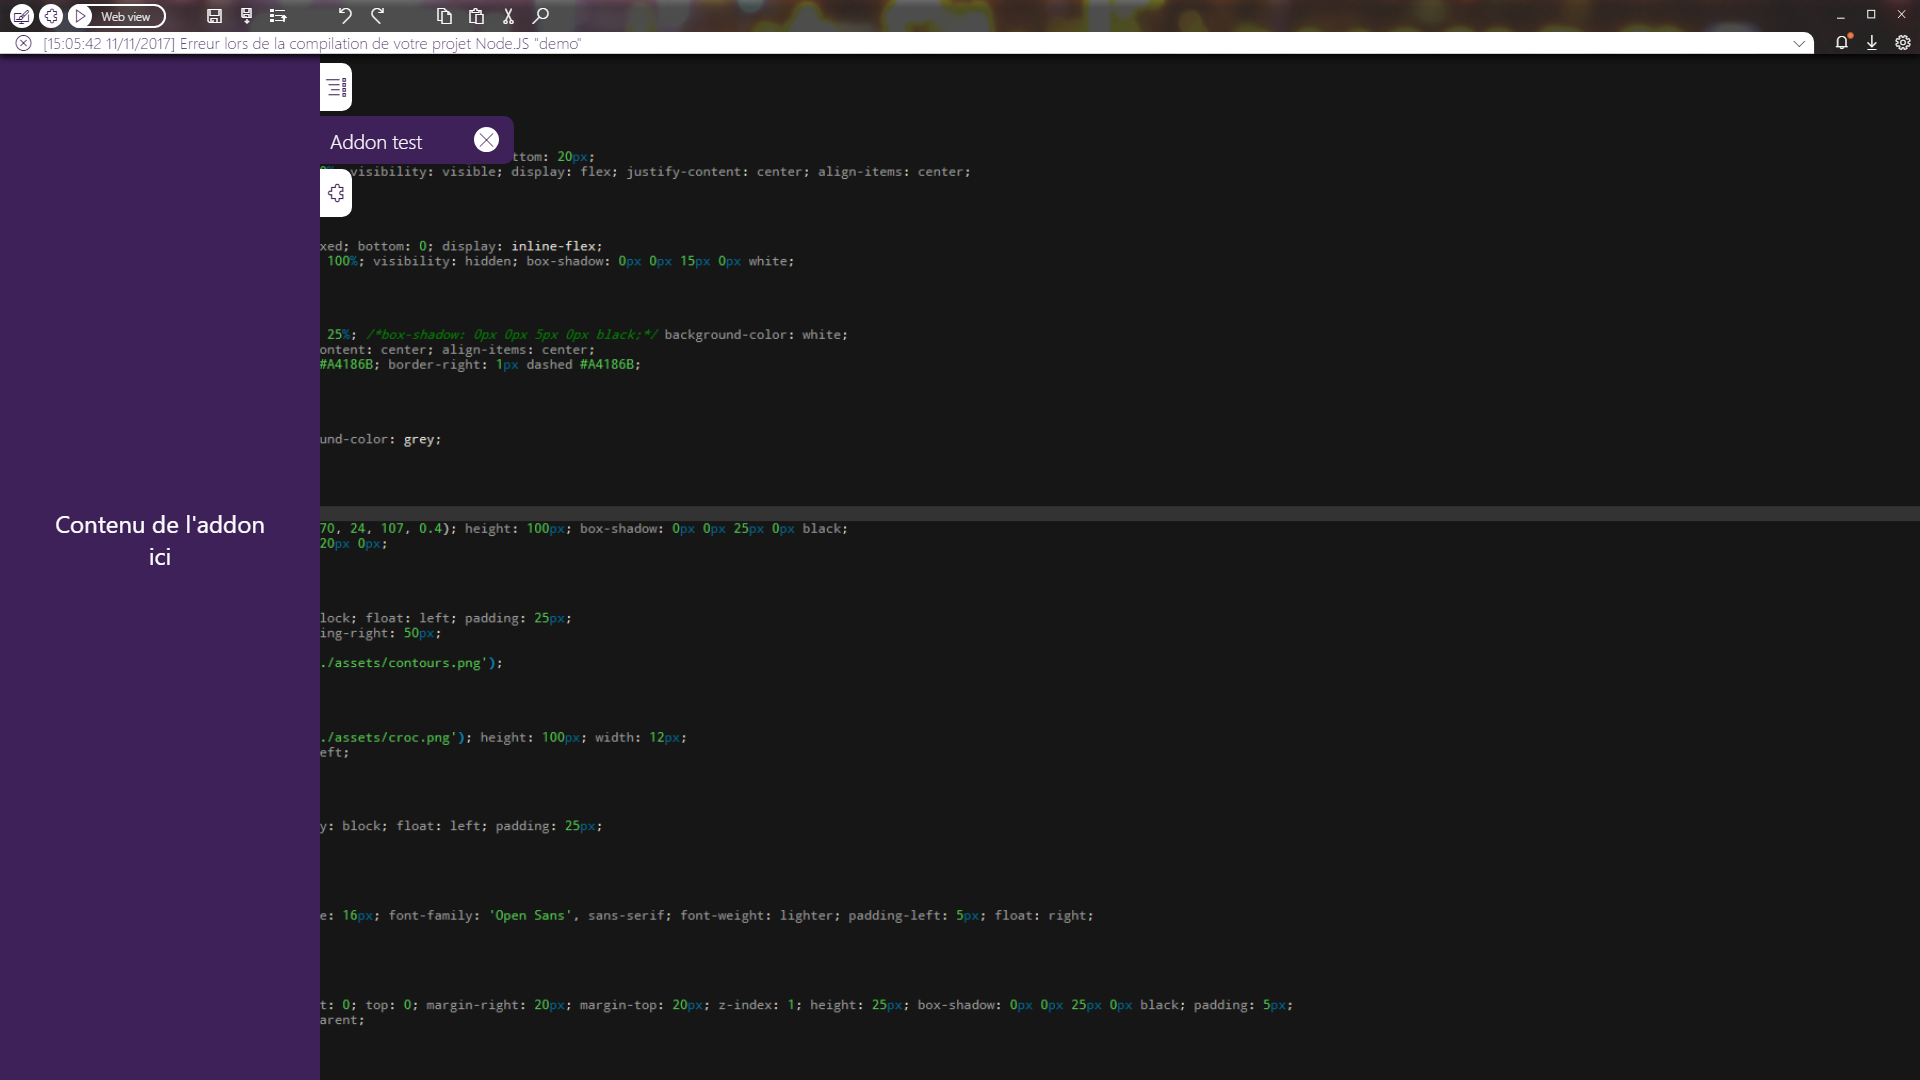 Web view
[15:05:42 11/11/2017] Erreur lors de la compilation de votre projet Node.JS "demo"
Addon test
ttom: 20px;
visibility: visible; display: flex; justify-content: center; align-items: center;
xed; bottom: 0; display: inline-flex;
100%; visibility: hidden; box-shadow: 0px 0px 15px 0px white;
25%; /*box-shadow: 0px 0px 5px 0px black;*/ background-color: white;
ontent: center; align-items: center;
#A4186B; border-right: 1px dashed #A4186B;
und-color: grey;
Contenu de l'addon
ici
70, 24, 107, 0.4); height: 100px; box-shadow: 0px 0px 25px 0px black;
20px 0px;
lock; float: left; padding: 25px;
ing-right: 50px;
./assets/contours.png');
./assets/croc.png'); height: 100px; width: 12px;
eft;
y: block; float: left; padding: 25px;
e: 16px; font-family: 'Open Sans', sans-serif; font-weight: lighter; padding-left: 5px; float: right;
t: 0; top: 0; margin-right: 20px; margin-top: 20px; z-index: 1; height: 25px; box-shadow: 0px 0px 25px 0px black; padding: 5px;
arent;